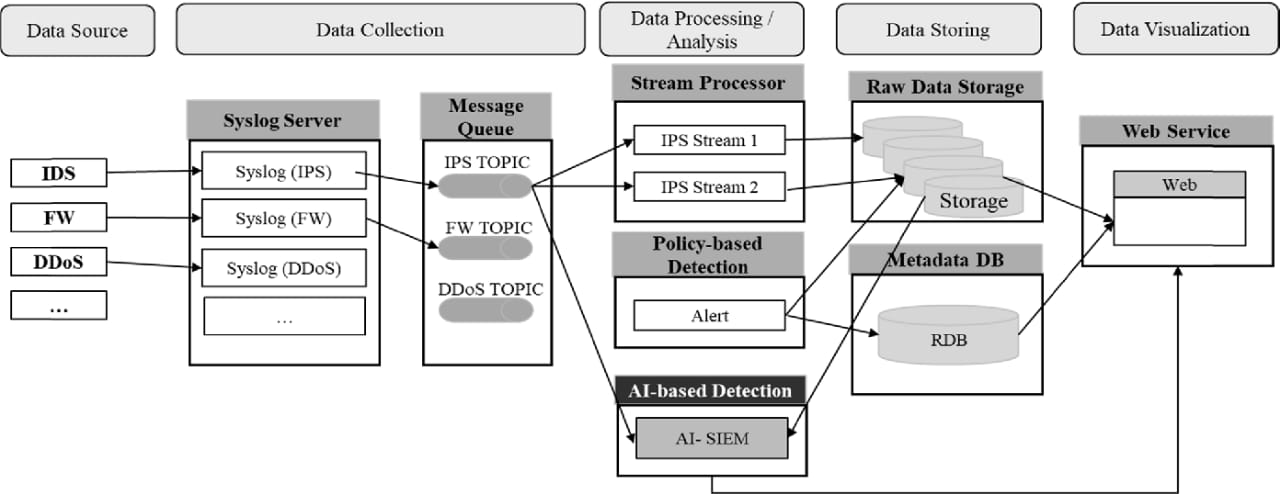 Data Source
Data Collection
Data Processing /
Analysis
Data Storing
Data Visualization
Syslog Server
IDS
FW
DDoS
...
Syslog (IPS)
Syslog (FW)
Syslog (DDoS)
...
Message
Queue
IPS TOPIC
FW TOPIC
DDoS TOPIC
Stream Processor
IPS Stream 1
IPS Stream 2
Policy-based
Detection
Alert
AI-based Detection
AI- SIEM
Raw Data Storage
Storage
Metadata DB
RDB
Web Service
Web